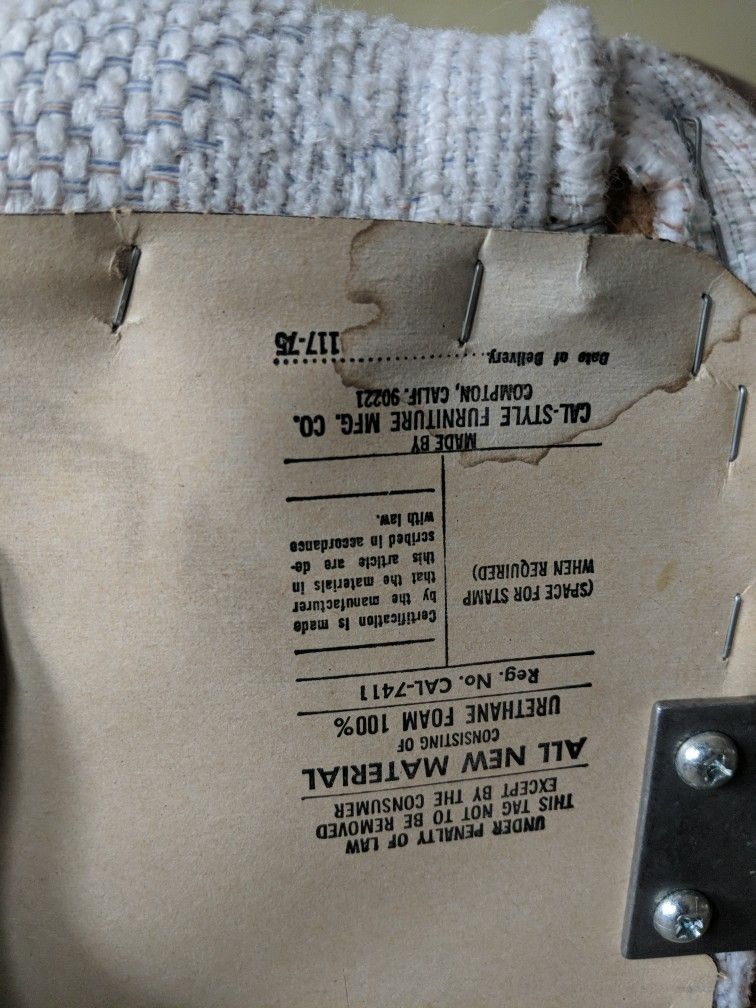 UNDER PENALTY OF LAW
THIS TAG NOT TO BE REMOVED
EXCEPT BY THE CONSUMER
ALL NEW MATERIAL
CONSISTING OF
URETHANE FOAM 100%
Reg. No. CAL-7411
(SPACE FOR STAMP
WHEN REQUIRED)
Certification is made
by the manufacturer
that the materials in
this article are de-
scribed in accordance
with law.
MADE BY
CAL-STYLE FURNITURE MFG. CO.
COMPTON, CALIF. 90221
Date of Delivery.......................117-75